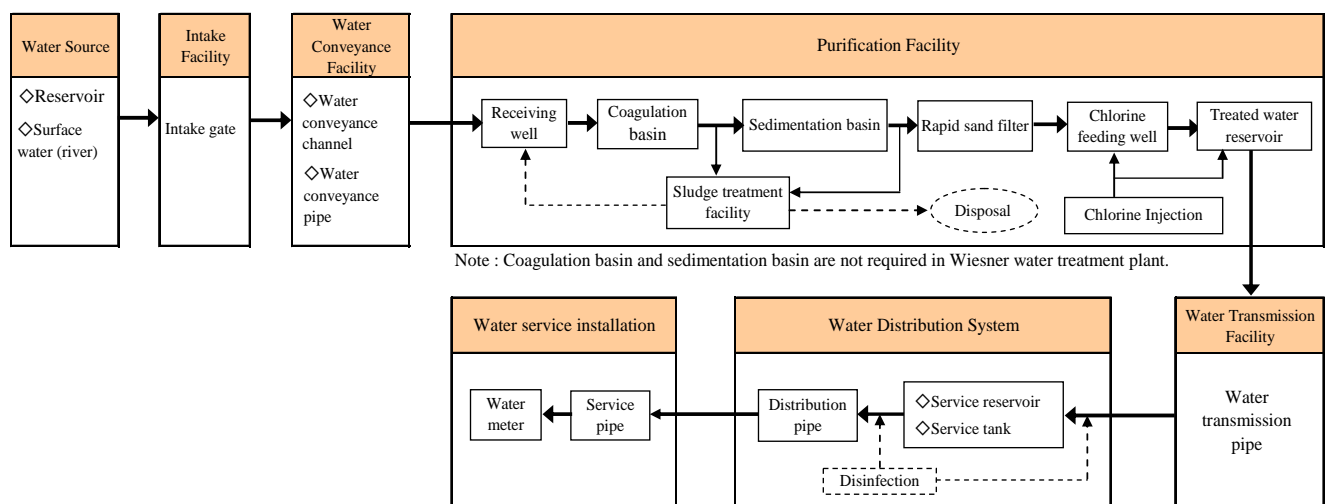 Water Source
Intake
Facility
Water
Conveyance
Facility
Purification Facility
◇Reservoir
◇Surface
water (river)
Intake gate
◇Water
conveyance
channel
◇Water
conveyance
pipe
Receiving
well
Coagulation
basin
Sedimentation basin
Rapid sand filter
Chlorine
feeding well
Treated water
reservoir
Sludge treatment
facility
Disposal
Chlorine Injection
Note : Coagulation basin and sedimentation basin are not required in Wiesner water treatment plant.
Water service installation
Water Distribution System
Water Transmission
Facility
Water
meter
Service
pipe
Distribution
pipe
◇Service reservoir
◇Service tank
Disinfection
Water
transmission
pipe